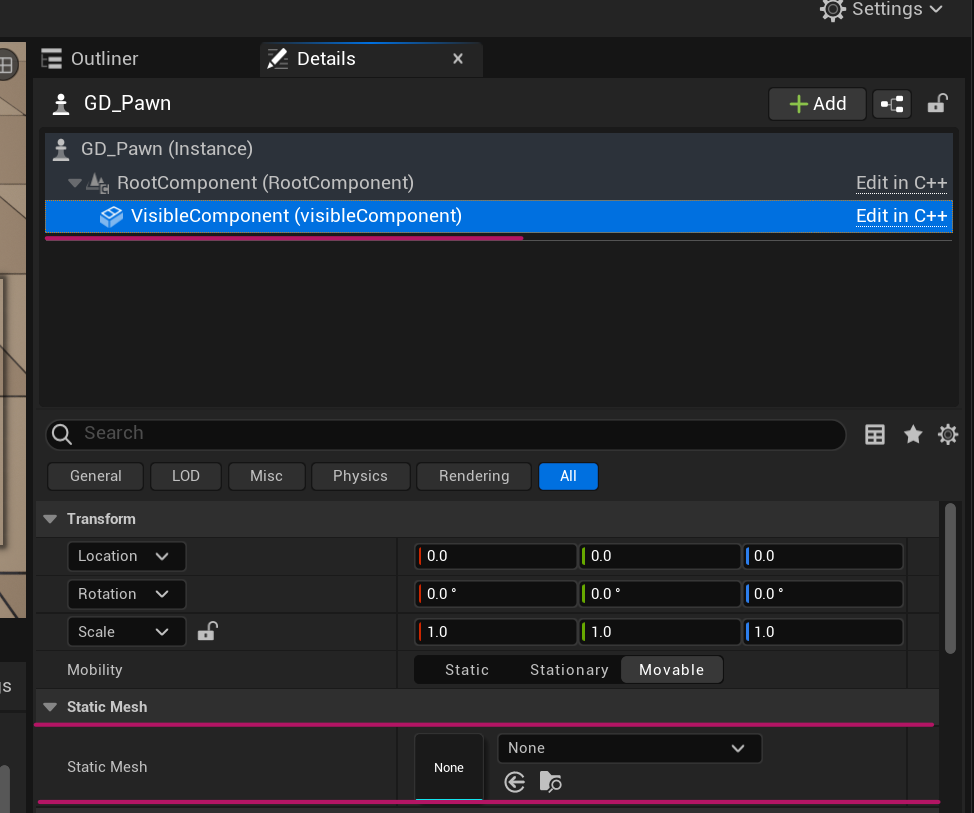 Settings
Outliner
Details
GD_Pawn
Add
GD_Pawn (Instance)
RootComponent (RootComponent) Edit in C++
VisibleComponent (visibleComponent) Edit in C++
Search
General LOD Misc Physics Rendering All
Transform
Location 0.0 0.0 0.0
Rotation 0.0 ° 0.0 ° 0.0 °
Scale 1.0 1.0 1.0
Mobility Static Stationary Movable
gs
Static Mesh
None
Static Mesh None